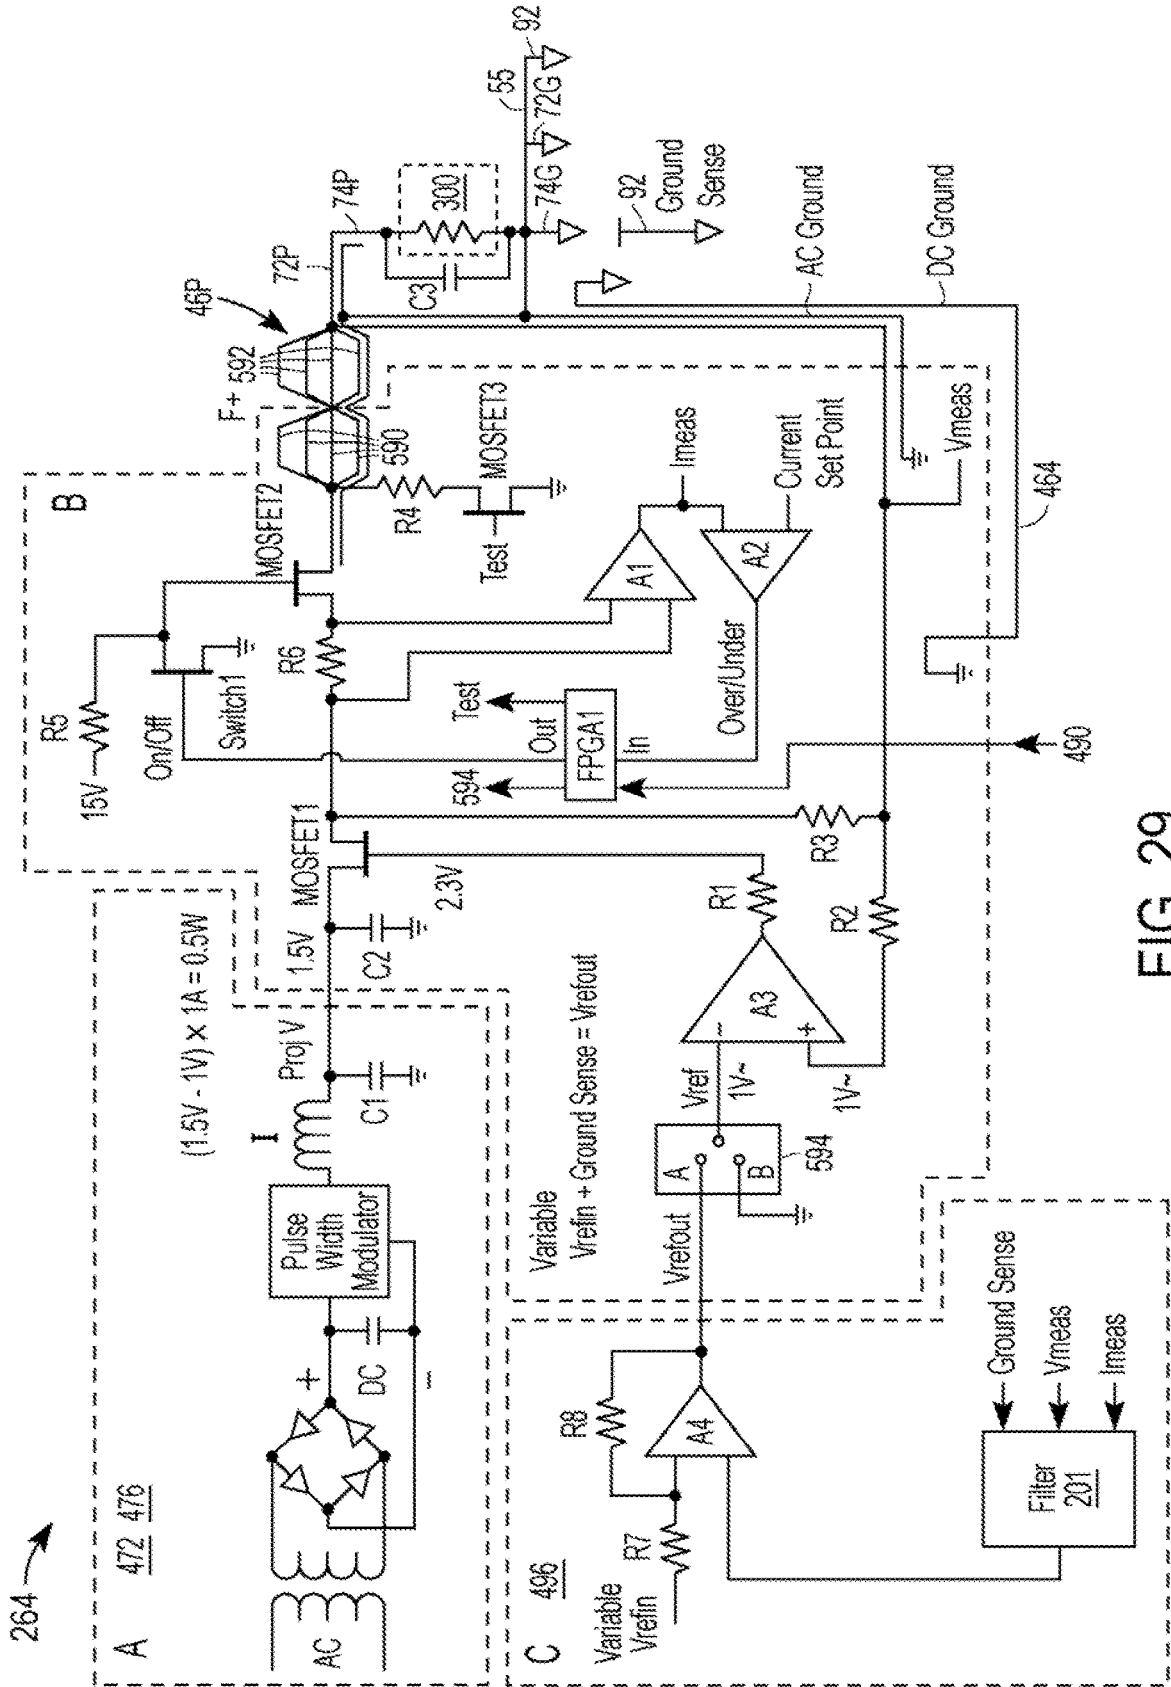 264
A
472 476
AC
+
DC
−
Pulse
Width
Modulator
I
(1.5V - 1V) × 1A = 0.5W
Proj V
C1
1.5V
C2
MOSFET1
2.3V
B
15V
R5
On/Off
Switch1
MOSFET2
R6
594
Test
Out
FPGA1
In
Over/Under
490
A1
A2
Imeas
Current
Set Point
Test
R4
MOSFET3
F+
590
592
46P
72P
74P
300
C3
55
92
72G
74G
92
Ground
Sense
AC Ground
DC Ground
464
Vmeas
R3
R2
R1
A3
−
+
Vref
1V~
1V~
594
A
B
Vrefout
Variable
Vrefin + Ground Sense = Vrefout
C
496
Variable
Vrefin
R7
R8
A4
Filter
201
Ground Sense
Vmeas
Imeas
FIG. 29